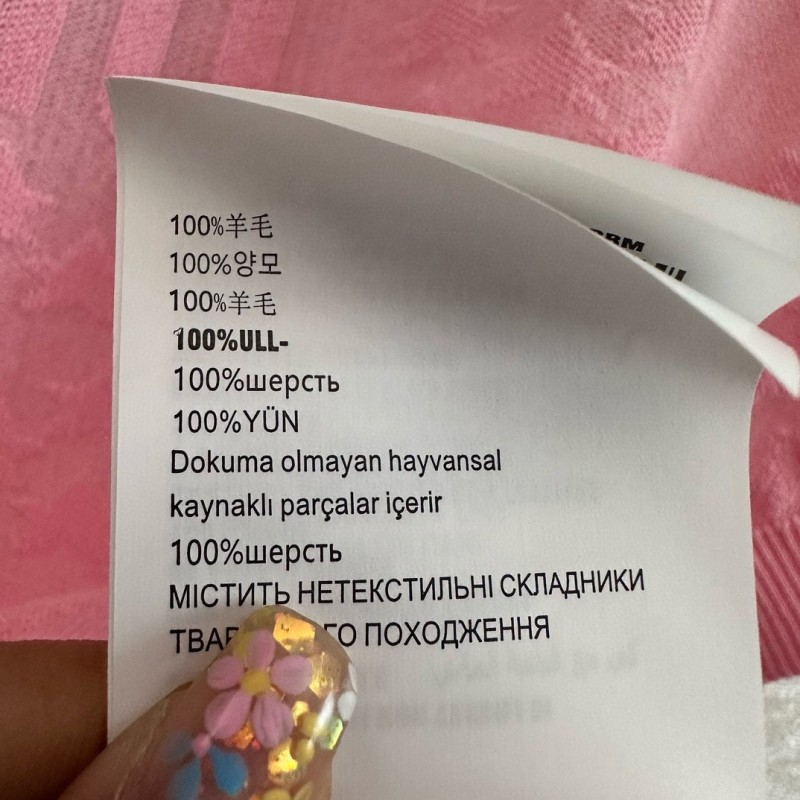 100%羊毛
100%양모
100%羊毛
100%ULL-
100%шерсть
100%YÜN
Dokuma olmayan hayvansal
kaynaklı parçalar içerir
100%шерсть
МІСТИТЬ НЕТЕКСТИЛЬНІ СКЛАДНИКИ
ПОХОДЖЕННЯ